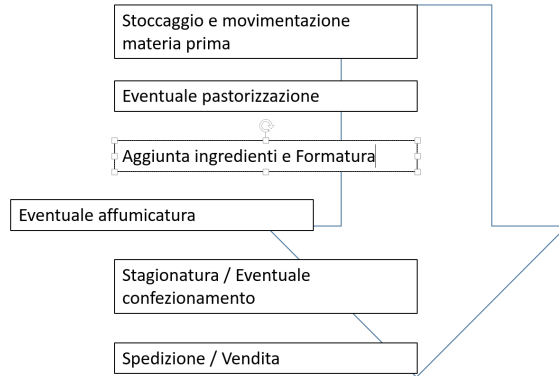 Stoccaggio e movimentazione
materia prima
Eventuale pastorizzazione
Aggiunta ingredienti e Formatura
Eventuale affumicatura
Stagionatura / Eventuale
confezionamento
Spedizione / Vendita